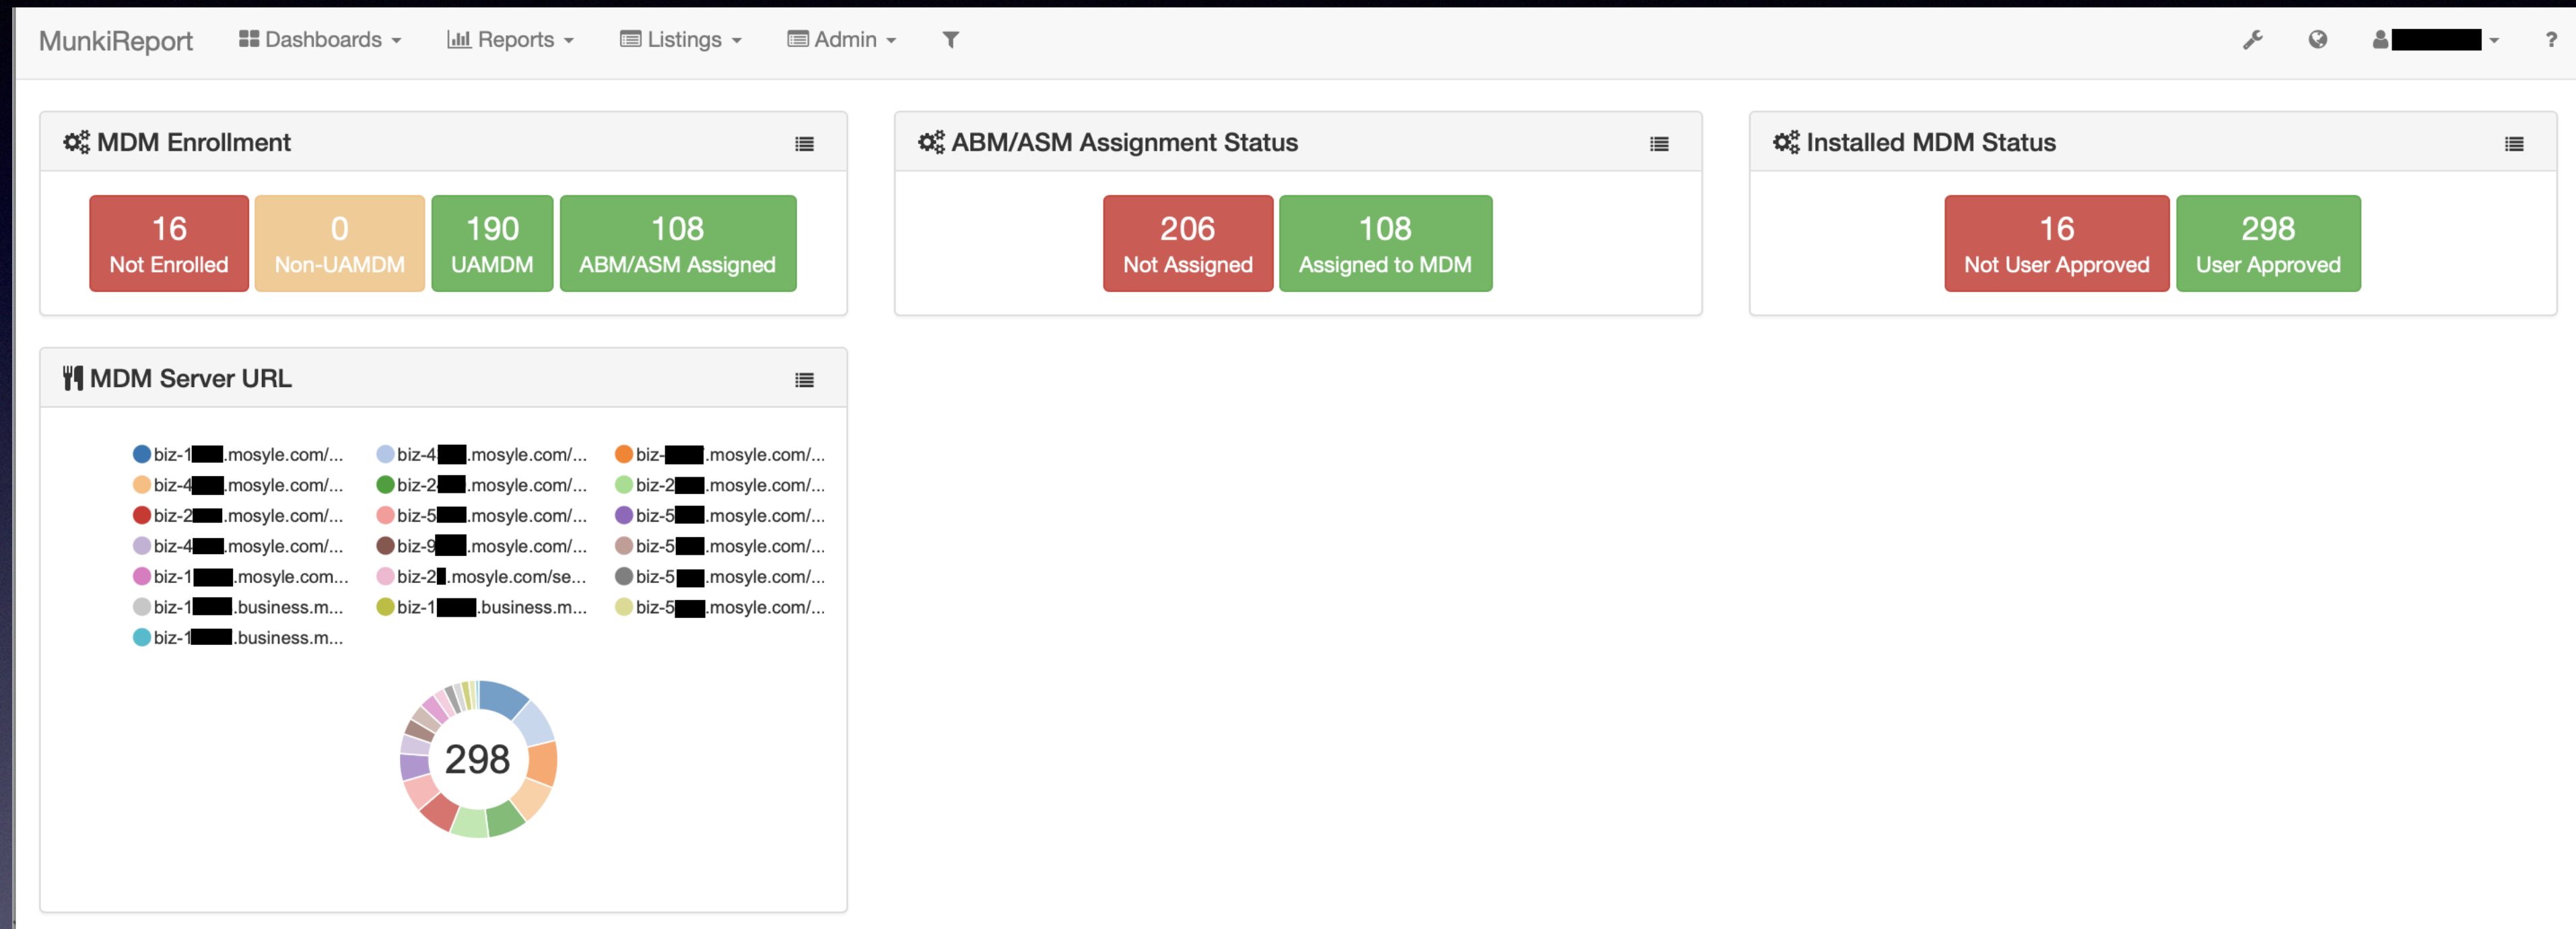 MunkiReport Dashboards Reports Listings Admin ?
MDM Enrollment
16 0 190 108
Not Enrolled Non-UAMDM UAMDM ABM/ASM Assigned
ABM/ASM Assignment Status
206 108
Not Assigned Assigned to MDM
Installed MDM Status
16 298
Not User Approved User Approved
MDM Server URL
biz-1 .mosyle.com/... biz-4 .mosyle.com/... biz- .mosyle.com/...
biz-4 .mosyle.com/... biz-2 .mosyle.com/... biz-2 .mosyle.com/...
biz-2 .mosyle.com/... biz-5 .mosyle.com/... biz-5 .mosyle.com/...
biz-4 .mosyle.com/... biz-9 .mosyle.com/... biz-5 .mosyle.com/...
biz-1 .mosyle.com... biz-2 .mosyle.com/se... biz-5 .mosyle.com/...
biz-1 .business.m... biz-1 .business.m... biz-5 .mosyle.com/...
biz-1 .business.m...
298